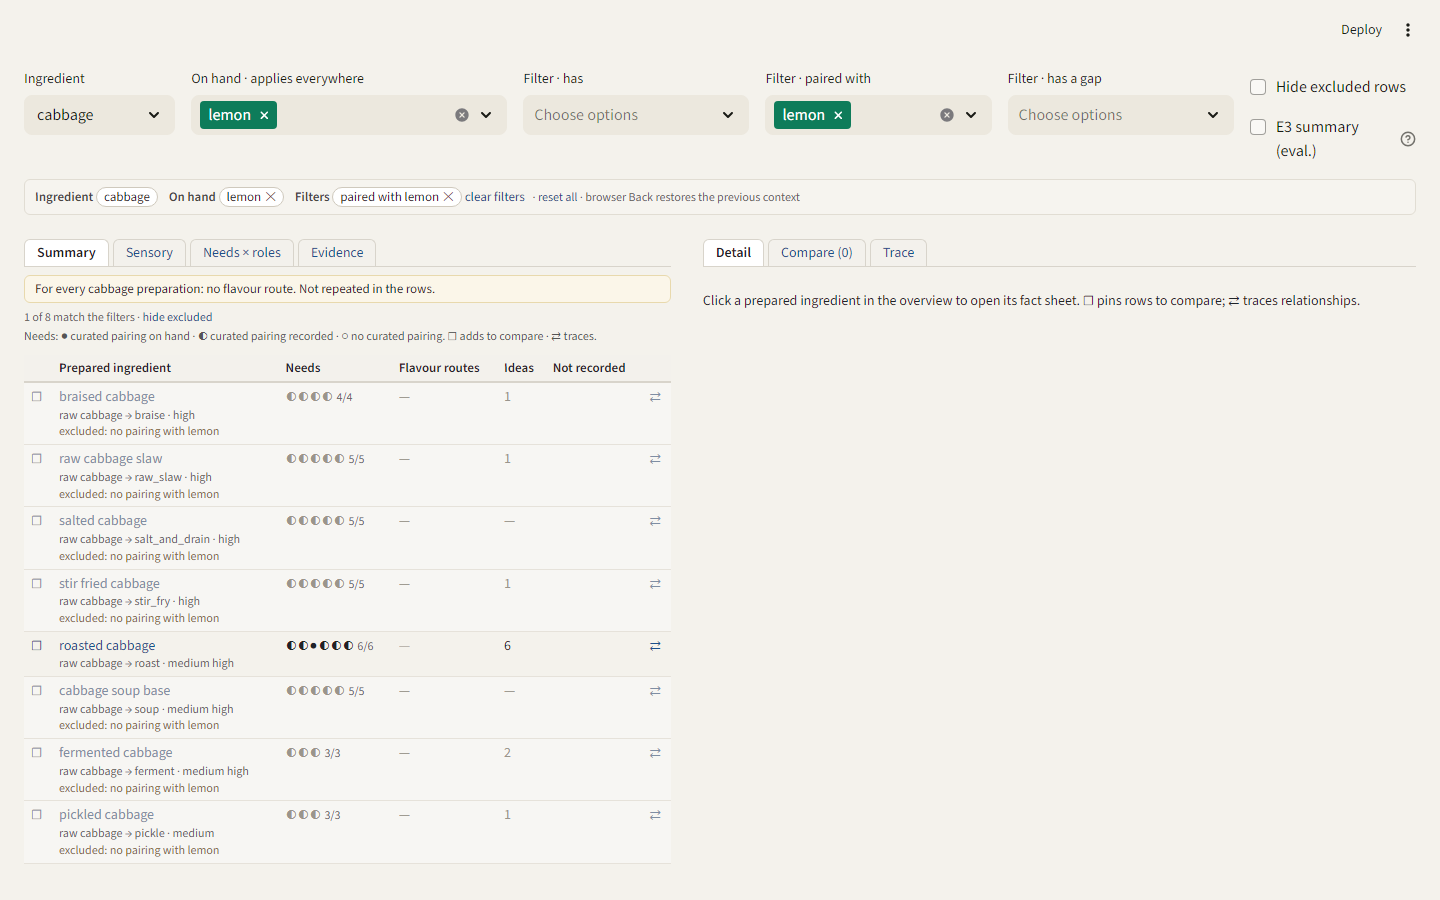 Deploy
Ingredient
On hand · applies everywhere
Filter · has
Filter · paired with
Filter · has a gap
cabbage
lemon ×
Choose options
lemon ×
Choose options
Hide excluded rows
E3 summary (eval.)
Ingredient cabbage On hand lemon × Filters paired with lemon × clear filters · reset all · browser Back restores the previous context
Summary Sensory Needs × roles Evidence
Detail Compare (0) Trace
For every cabbage preparation: no flavour route. Not repeated in the rows.
Click a prepared ingredient in the overview to open its fact sheet. ❐ pins rows to compare; ⇄ traces relationships.
1 of 8 match the filters · hide excluded
Needs: ● curated pairing on hand · ◐ curated pairing recorded · ○ no curated pairing. ❐ adds to compare · ⇄ traces.
Prepared ingredient Needs Flavour routes Ideas Not recorded
❐ braised cabbage ◐◐◐◐ 4/4 — 1 ⇄
raw cabbage → braise · high
excluded: no pairing with lemon
❐ raw cabbage slaw ◐◐◐◐◐ 5/5 — 1 ⇄
raw cabbage → raw_slaw · high
excluded: no pairing with lemon
❐ salted cabbage ◐◐◐◐◐ 5/5 — — ⇄
raw cabbage → salt_and_drain · high
excluded: no pairing with lemon
❐ stir fried cabbage ◐◐◐◐◐ 5/5 — 1 ⇄
raw cabbage → stir_fry · high
excluded: no pairing with lemon
❐ roasted cabbage ◐◐●◐◐◐ 6/6 — 6 ⇄
raw cabbage → roast · medium high
❐ cabbage soup base ◐◐◐◐◐ 5/5 — — ⇄
raw cabbage → soup · medium high
excluded: no pairing with lemon
❐ fermented cabbage ◐◐◐ 3/3 — 2 ⇄
raw cabbage → ferment · medium high
excluded: no pairing with lemon
❐ pickled cabbage ◐◐◐ 3/3 — 1 ⇄
raw cabbage → pickle · medium
excluded: no pairing with lemon